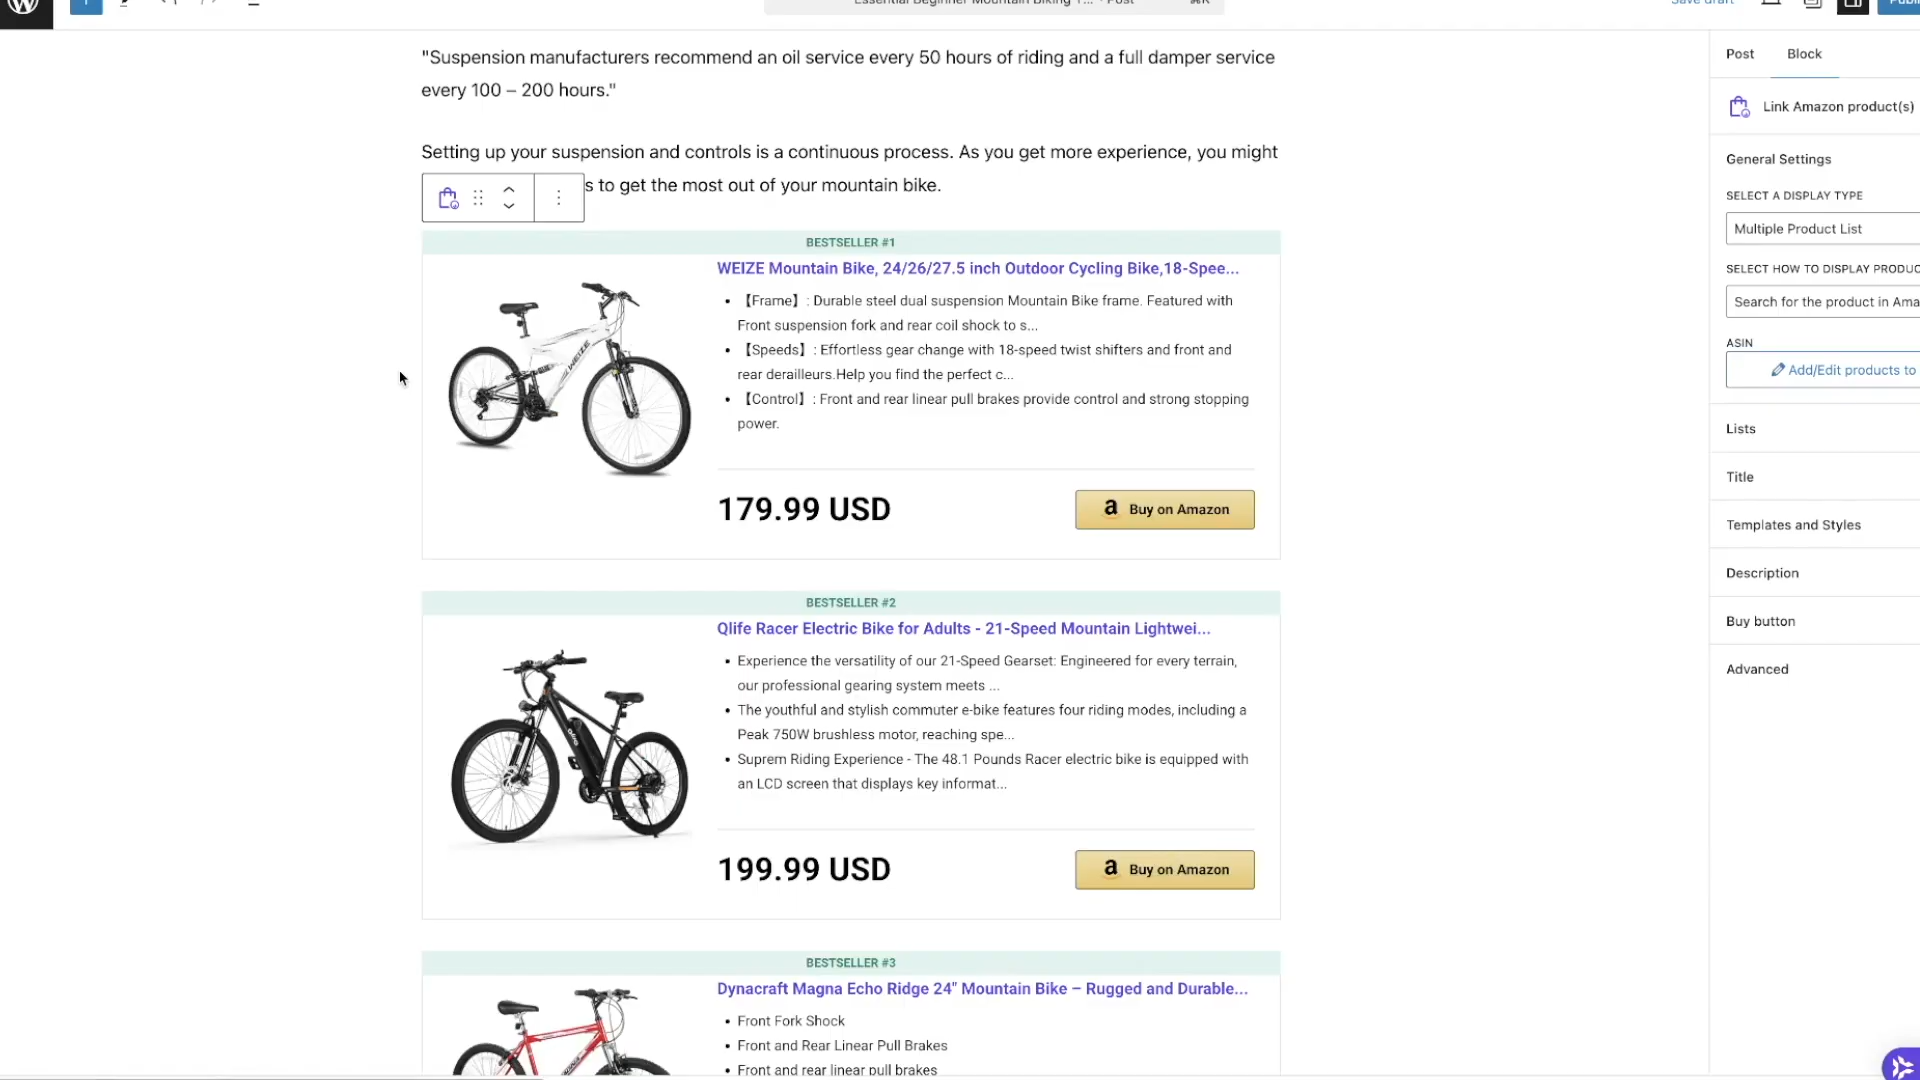 Essential Beginner Mountain Biking T... · Post
⌘K
Save draft
"Suspension manufacturers recommend an oil service every 50 hours of riding and a full damper service
every 100 – 200 hours."
Setting up your suspension and controls is a continuous process. As you get more experience, you might
s to get the most out of your mountain bike.
BESTSELLER #1
WEIZE Mountain Bike, 24/26/27.5 inch Outdoor Cycling Bike,18-Spee...
• 【Frame】: Durable steel dual suspension Mountain Bike frame. Featured with
Front suspension fork and rear coil shock to s...
• 【Speeds】: Effortless gear change with 18-speed twist shifters and front and
rear derailleurs.Help you find the perfect c...
• 【Control】: Front and rear linear pull brakes provide control and strong stopping
power.
179.99 USD
a Buy on Amazon
BESTSELLER #2
Qlife Racer Electric Bike for Adults - 21-Speed Mountain Lightwei...
• Experience the versatility of our 21-Speed Gearset: Engineered for every terrain,
our professional gearing system meets ...
• The youthful and stylish commuter e-bike features four riding modes, including a
Peak 750W brushless motor, reaching spe...
• Suprem Riding Experience - The 48.1 Pounds Racer electric bike is equipped with
an LCD screen that displays key informat...
199.99 USD
a Buy on Amazon
BESTSELLER #3
Dynacraft Magna Echo Ridge 24" Mountain Bike – Rugged and Durable...
• Front Fork Shock
• Front and Rear Linear Pull Brakes
• Front and rear linear pull brakes
Post
Block
Link Amazon product(s)
General Settings
SELECT A DISPLAY TYPE
Multiple Product List
SELECT HOW TO DISPLAY PRODUC
Search for the product in Ama
ASIN
Add/Edit products to
Lists
Title
Templates and Styles
Description
Buy button
Advanced